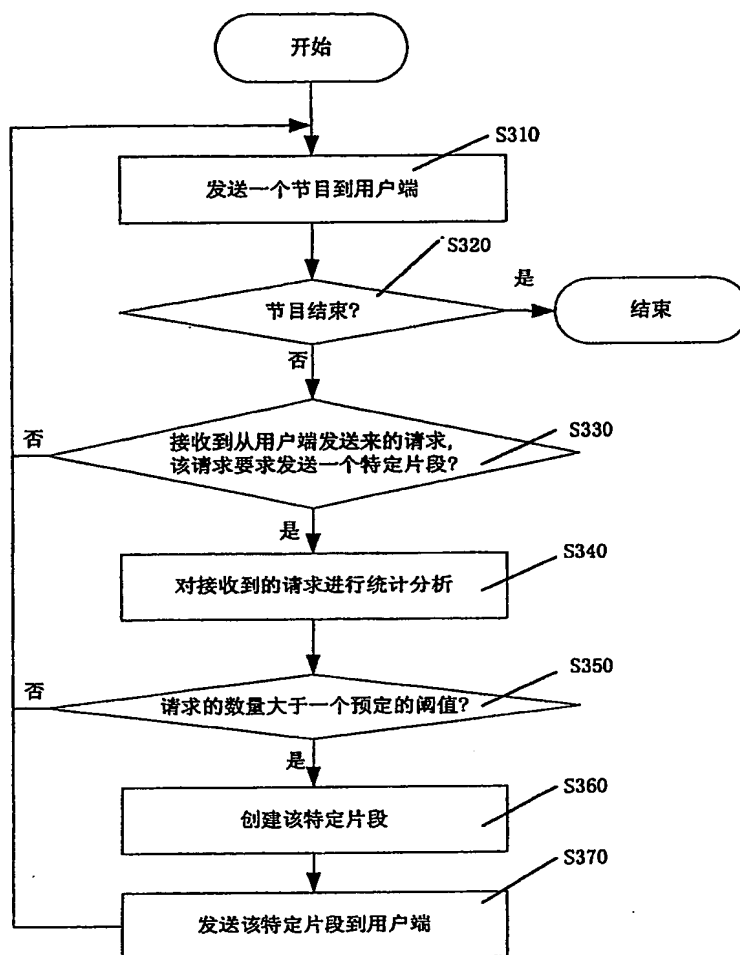 开始
S310
发送一个节目到用户端
S320
节目结束?
是
结束
否
接收到从用户端发送来的请求,
该请求要求发送一个特定片段?
S330
否
是
S340
对接收到的请求进行统计分析
S350
请求的数量大于一个预定的阈值?
否
是
S360
创建该特定片段
S370
发送该特定片段到用户端